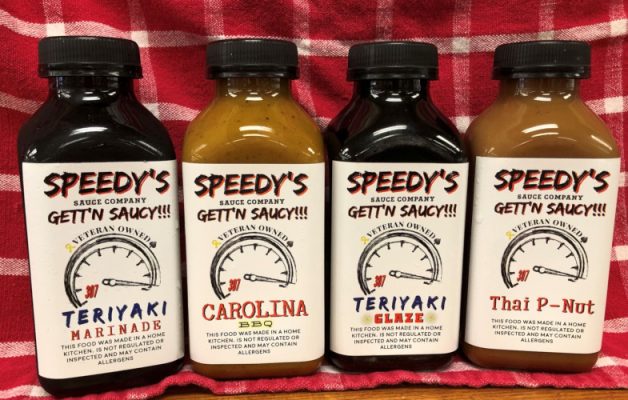 SPEEDY'S
SAUCE COMPANY
GETT'N SAUCY!!!
VETERAN OWNED
307
TERIYAKI
MARINADE
THIS FOOD WAS MADE IN A HOME
KITCHEN, IS NOT REGULATED OR
INSPECTED AND MAY CONTAIN
ALLERGENS
SPEEDY'S
SAUCE COMPANY
GETT'N SAUCY!!!
VETERAN OWNED
307
CAROLINA
BBQ
THIS FOOD WAS MADE IN A HOME
KITCHEN, IS NOT REGULATED OR
INSPECTED AND MAY CONTAIN
ALLERGENS
SPEEDY'S
SAUCE COMPANY
GETT'N SAUCY!!!
VETERAN OWNED
307
TERIYAKI
GLAZE
THIS FOOD WAS MADE IN A HOME
KITCHEN, IS NOT REGULATED OR
INSPECTED AND MAY CONTAIN
ALLERGENS
SPEEDY'S
SAUCE COMPANY
GETT'N SAUCY!!!
VETERAN OWNED
307
Thai P-Nut
THIS FOOD WAS MADE IN A HOME
KITCHEN, IS NOT REGULATED OR
INSPECTED AND MAY CONTAIN
ALLERGENS